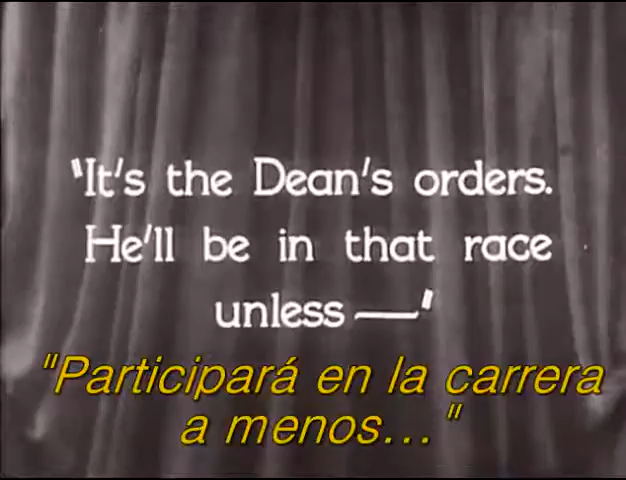 "It's the Dean's orders.
He'll be in that race
unless —"
"Participará en la carrera
a menos..."